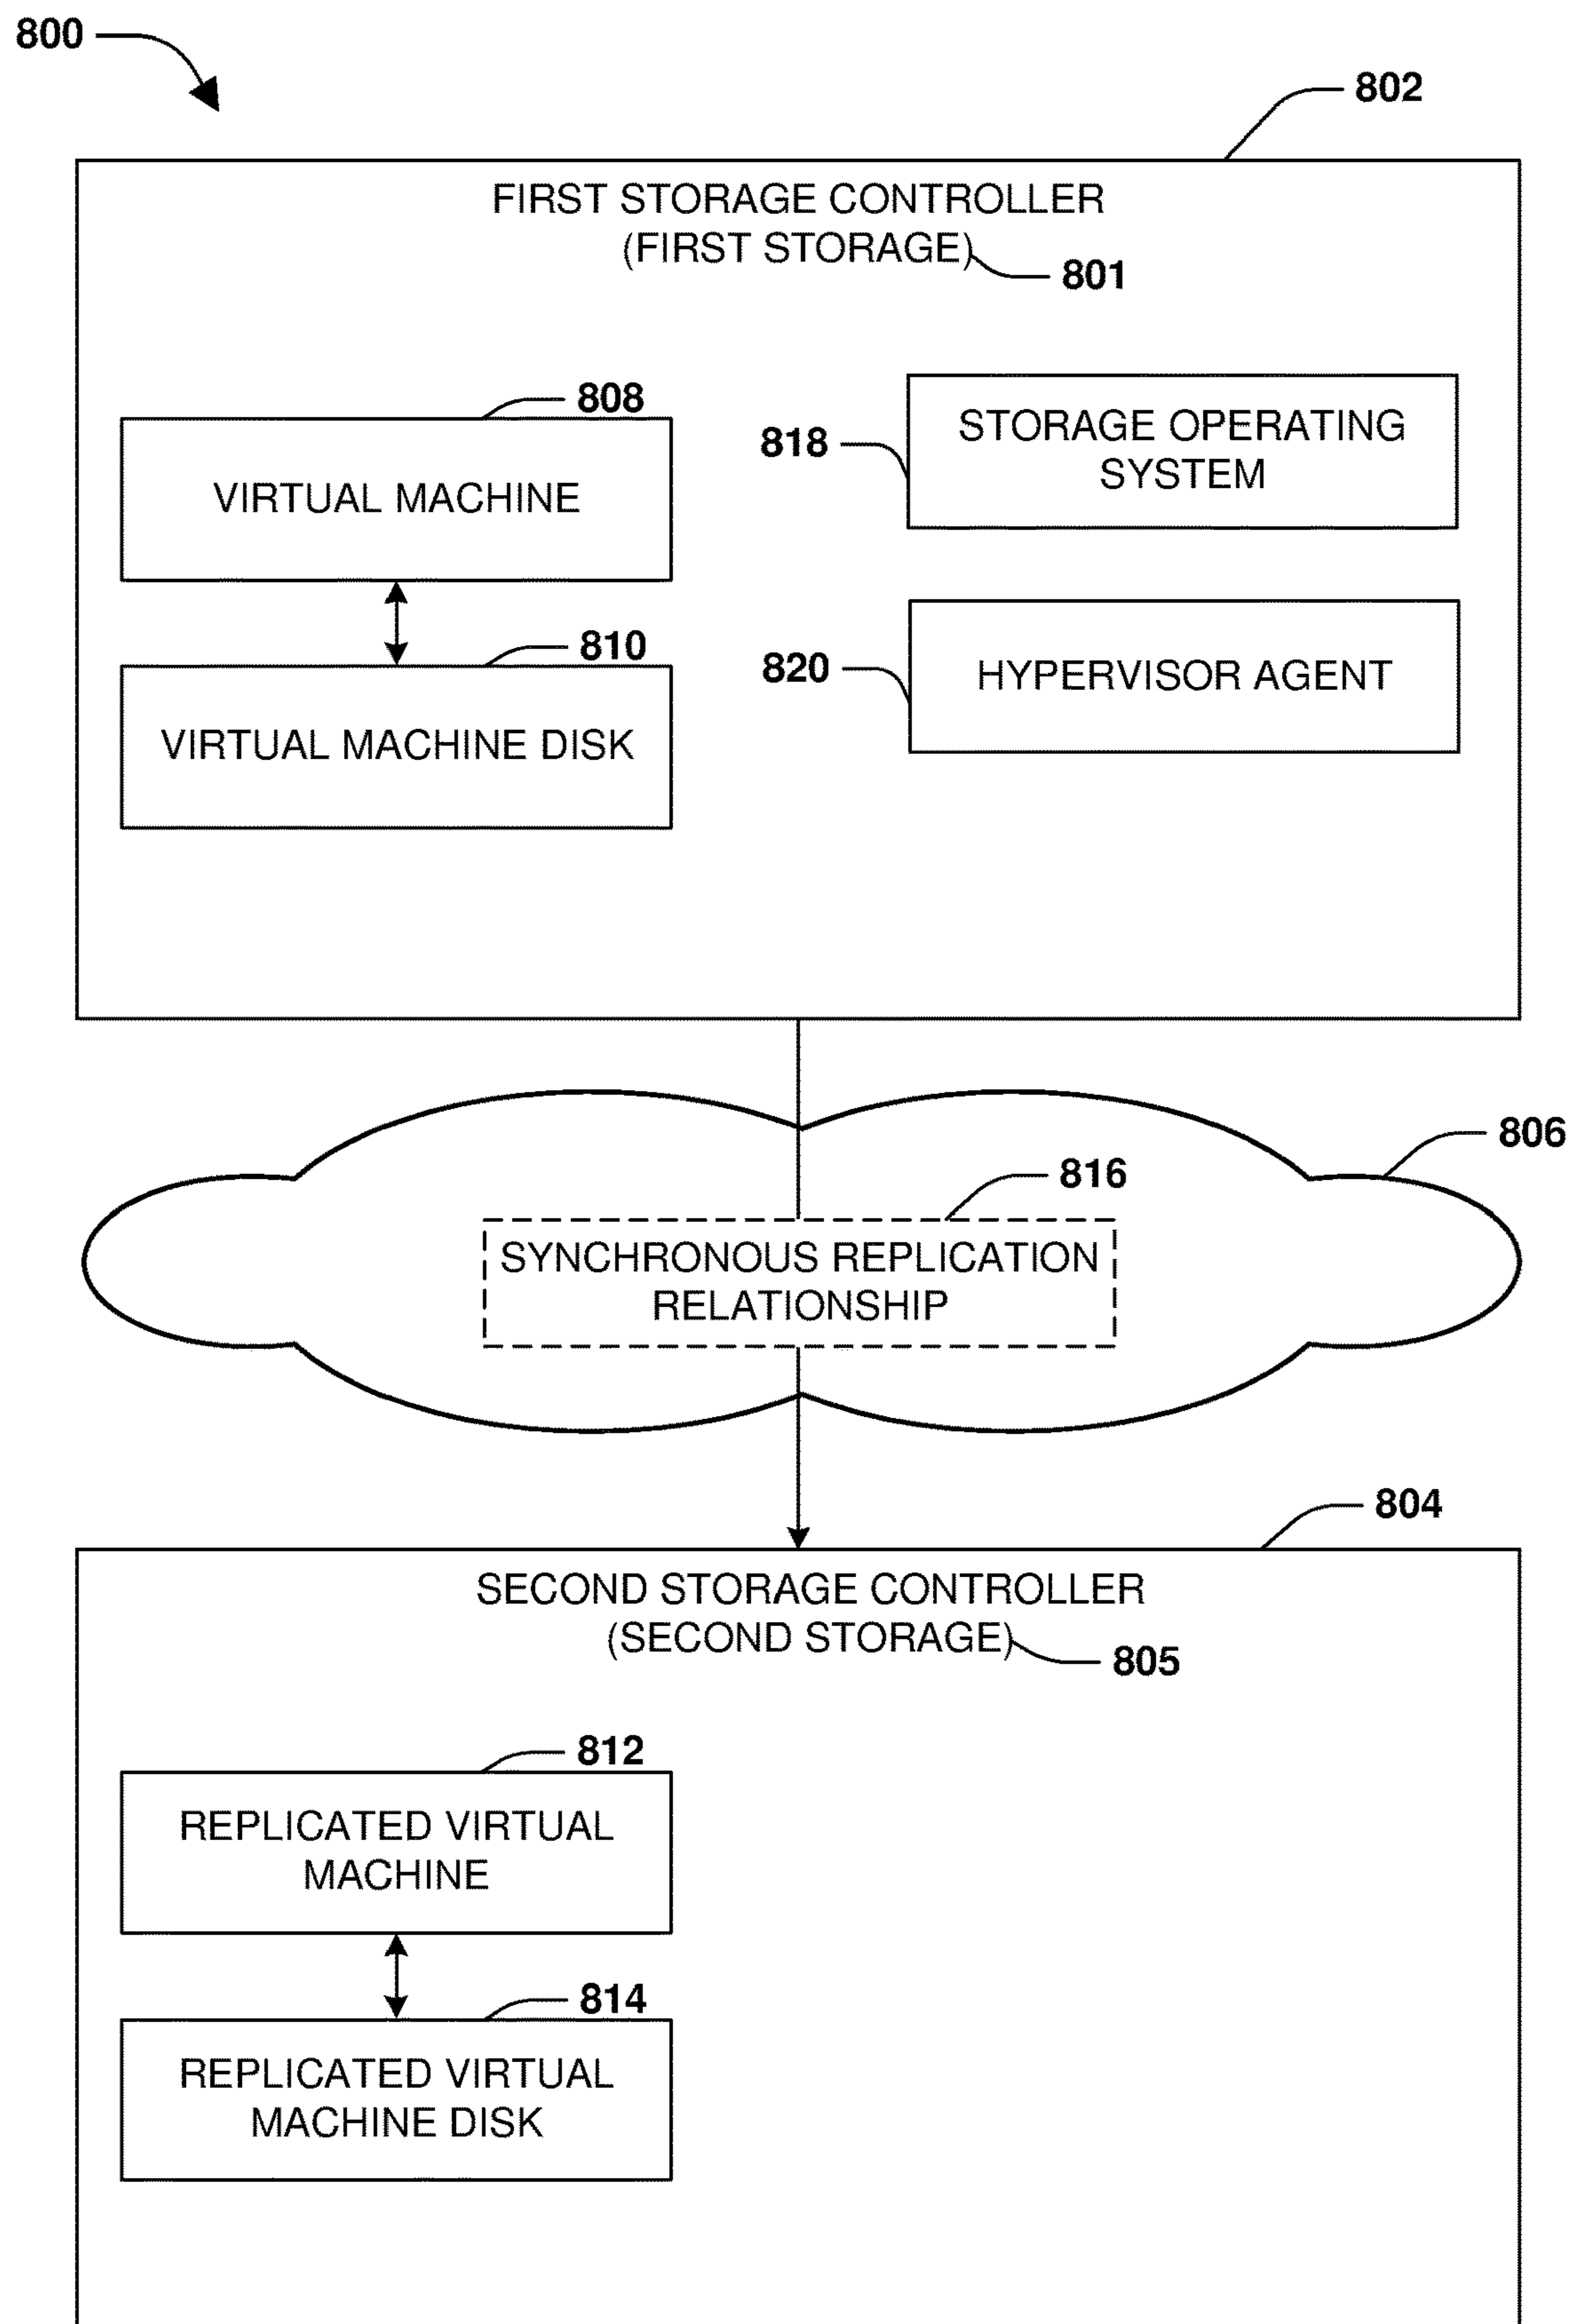 800
802
FIRST STORAGE CONTROLLER
(FIRST STORAGE)
801
808
VIRTUAL MACHINE
818
STORAGE OPERATING
SYSTEM
810
VIRTUAL MACHINE DISK
820
HYPERVISOR AGENT
806
816
SYNCHRONOUS REPLICATION
RELATIONSHIP
804
SECOND STORAGE CONTROLLER
(SECOND STORAGE)
805
812
REPLICATED VIRTUAL
MACHINE
814
REPLICATED VIRTUAL
MACHINE DISK